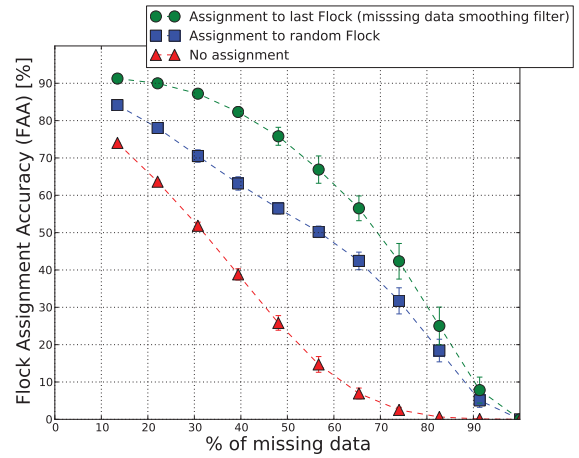 Assignment to last Flock (misssing data smoothing filter)
Assignment to random Flock
No assignment
Flock Assignment Accuracy (FAA) [%]
90
80
70
60
50
40
30
20
10
0
0 10 20 30 40 50 60 70 80 90
% of missing data